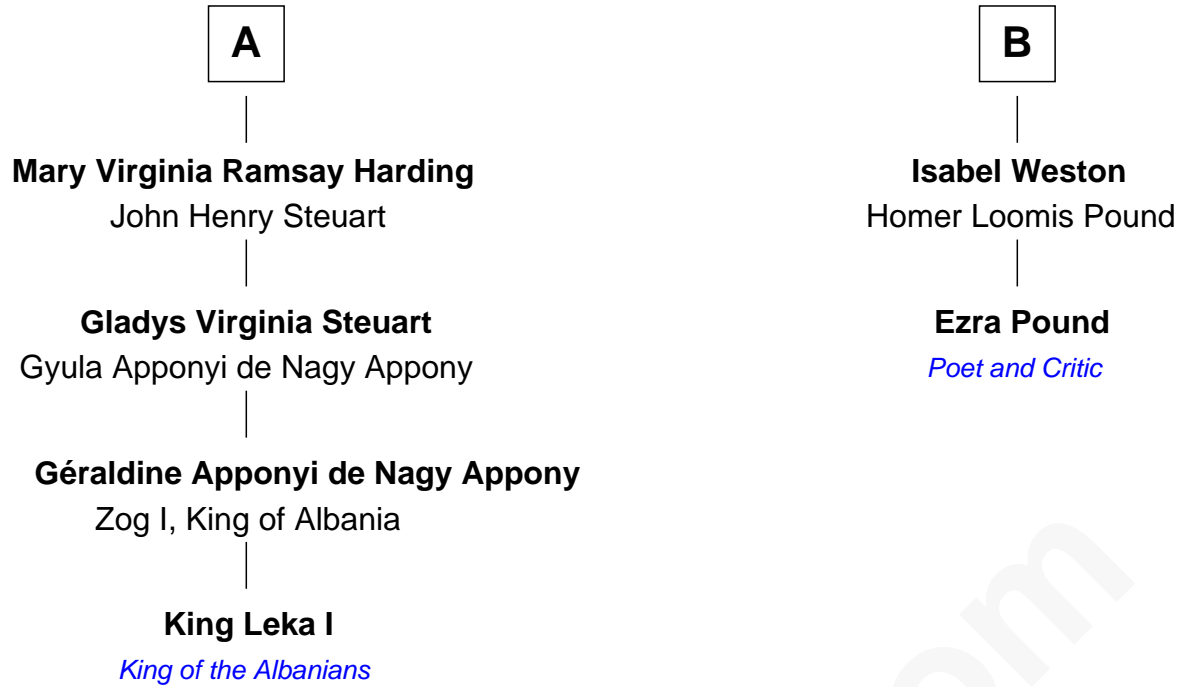 A
Mary Virginia Ramsay Harding
John Henry Steuart
Gladys Virginia Steuart
Gyula Apponyi de Nagy Appony
Géraldine Apponyi de Nagy Appony
Zog I, King of Albania
King Leka I
King of the Albanians
B
Isabel Weston
Homer Loomis Pound
Ezra Pound
Poet and Critic
om